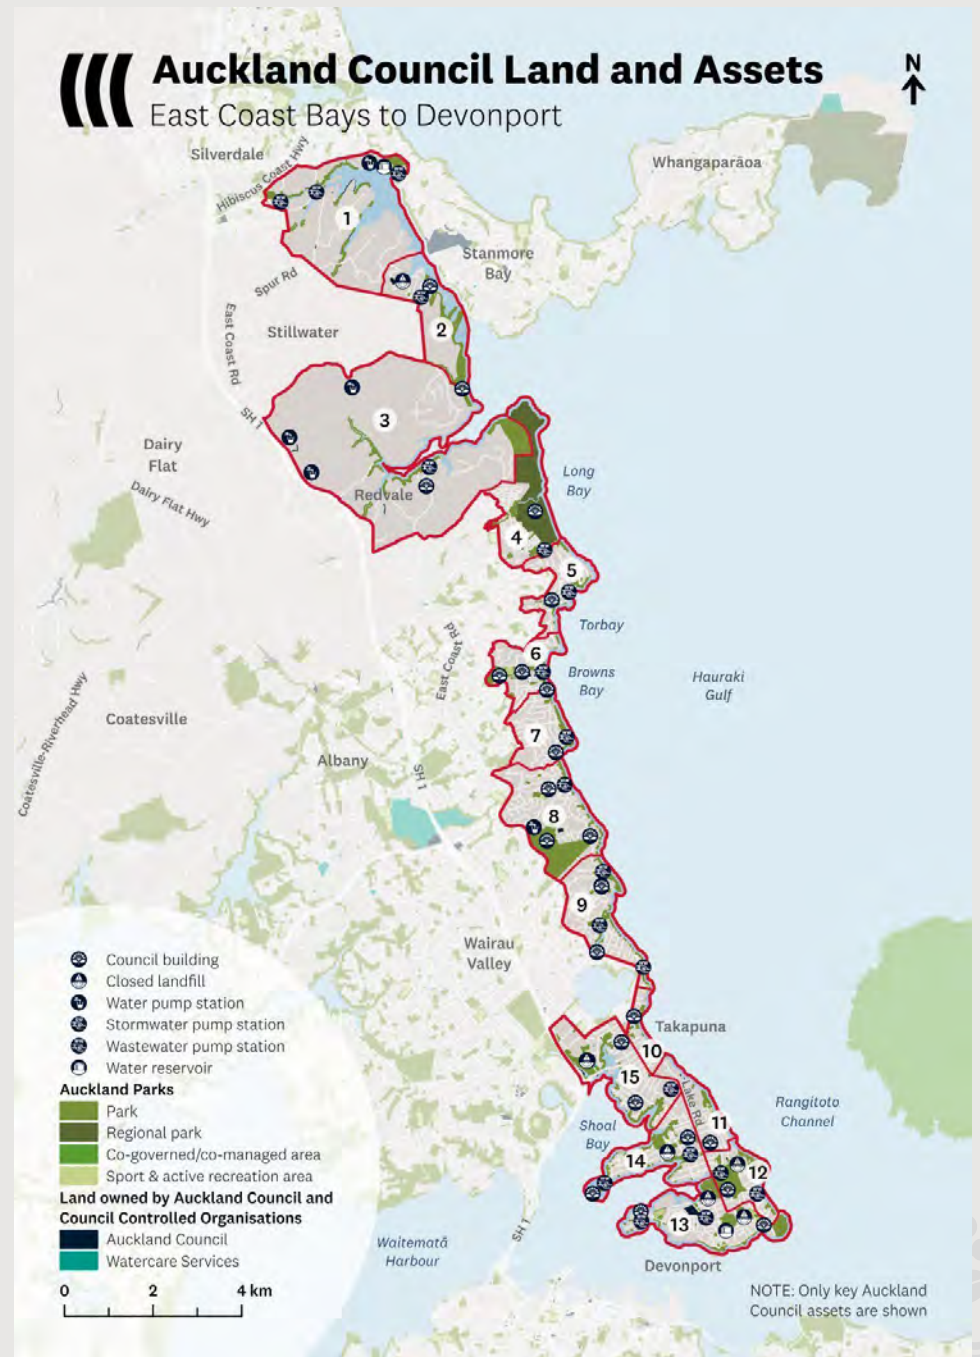 Auckland Council Land and Assets
East Coast Bays to Devonport
N
Silverdale
Hibiscus Coast Hwy
Whangaparāoa
1
Stanmore
Bay
Spur Rd
East Coast Rd
Stillwater
2
SH 1
3
Dairy
Flat
Dairy Flat Hwy
Redvale
Long
Bay
4
5
Torbay
East Coast Rd
6
Browns
Bay
Hauraki
Gulf
Coatesville-Riverhead Hwy
Coatesville
7
Albany
SH 1
8
9
Wairau
Valley
Takapuna
10
15
Lake Rd
Rangitoto
Channel
11
Shoal
Bay
14
12
13
SH 1
Waitematā
Harbour
Devonport
Council building
Closed landfill
Water pump station
Stormwater pump station
Wastewater pump station
Water reservoir
Auckland Parks
Park
Regional park
Co-governed/co-managed area
Sport & active recreation area
Land owned by Auckland Council and
Council Controlled Organisations
Auckland Council
Watercare Services
0 2 4 km
NOTE: Only key Auckland
Council assets are shown